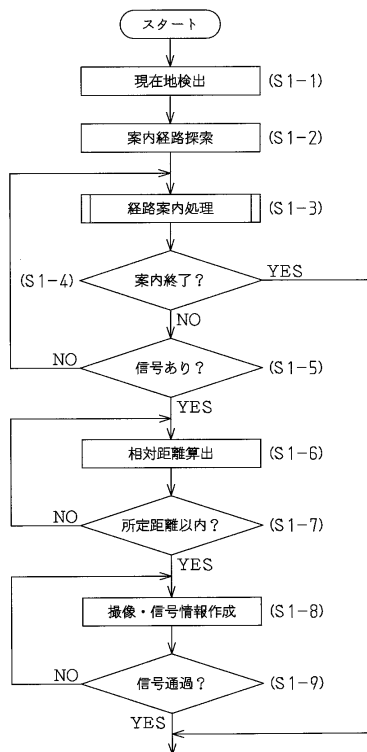 スタート
現在地検出 (S1-1)
案内経路探索 (S1-2)
経路案内処理 (S1-3)
(S1-4) 案内終了? YES
NO
NO 信号あり? (S1-5)
YES
相対距離算出 (S1-6)
NO 所定距離以内? (S1-7)
YES
撮像・信号情報作成 (S1-8)
NO 信号通過? (S1-9)
YES